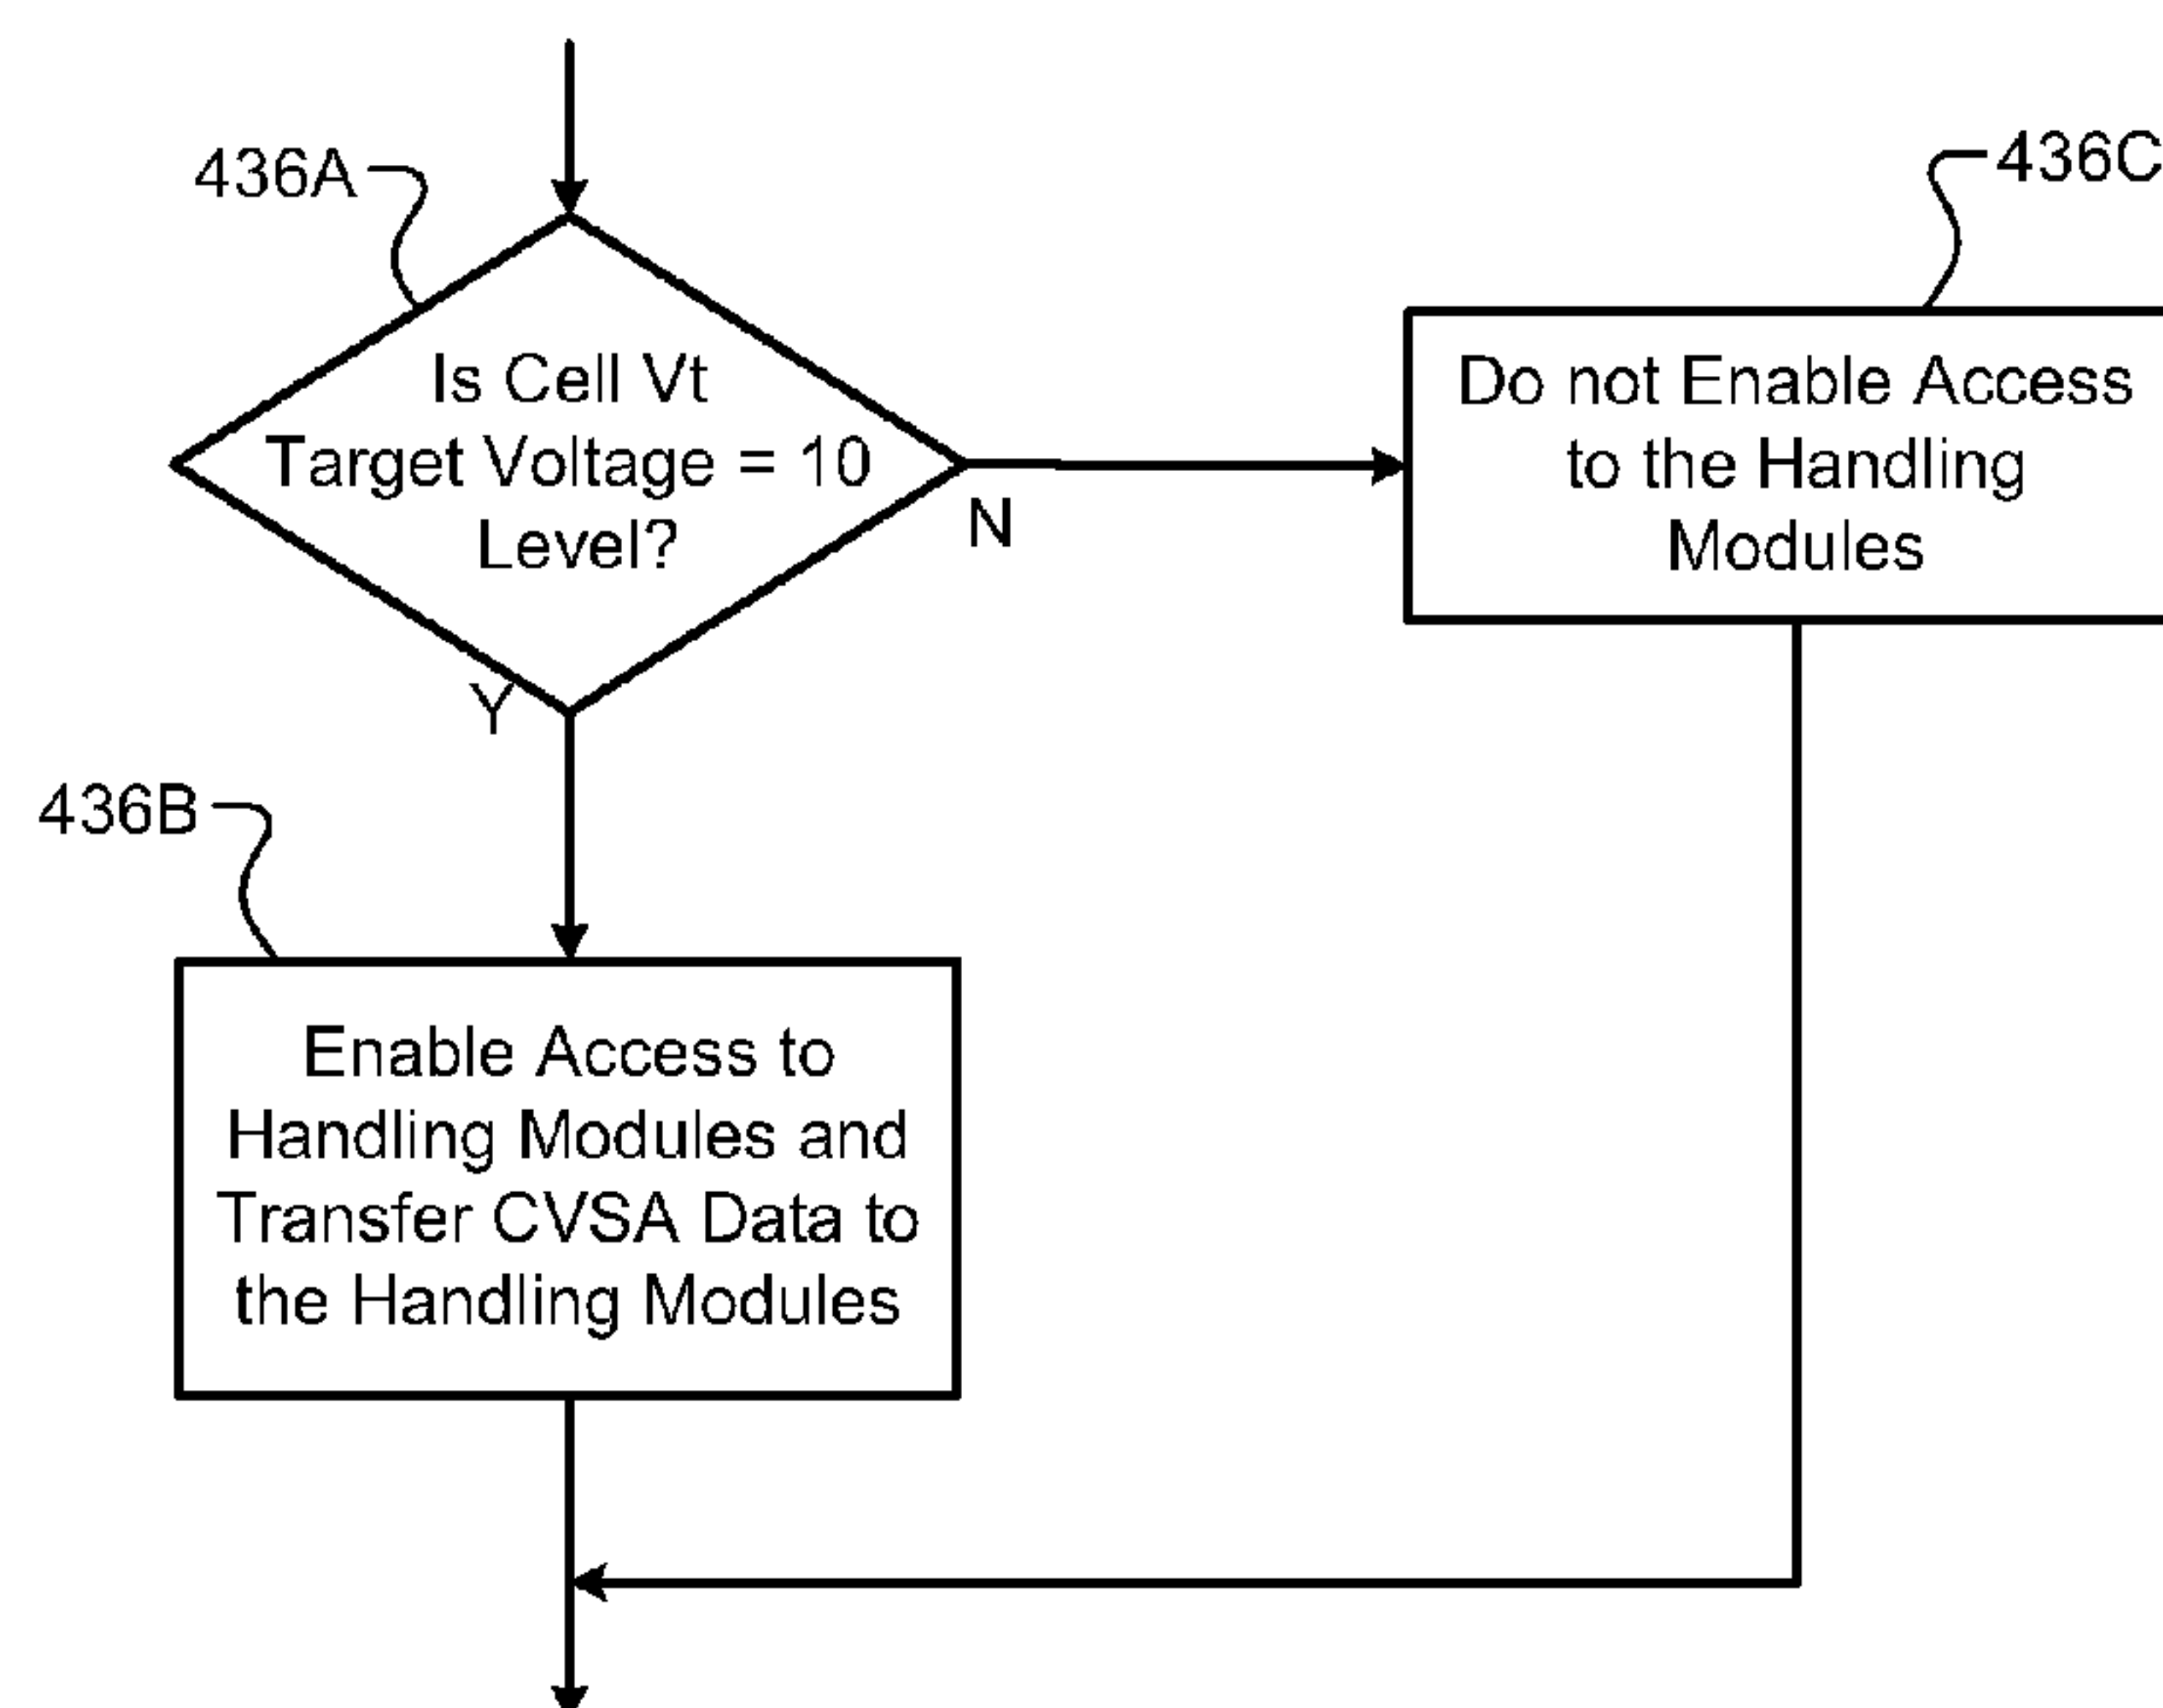 436A
436C
Is Cell Vt
Target Voltage = 10
Level?
N
Y
Do not Enable Access
to the Handling
Modules
436B
Enable Access to
Handling Modules and
Transfer CVSA Data to
the Handling Modules